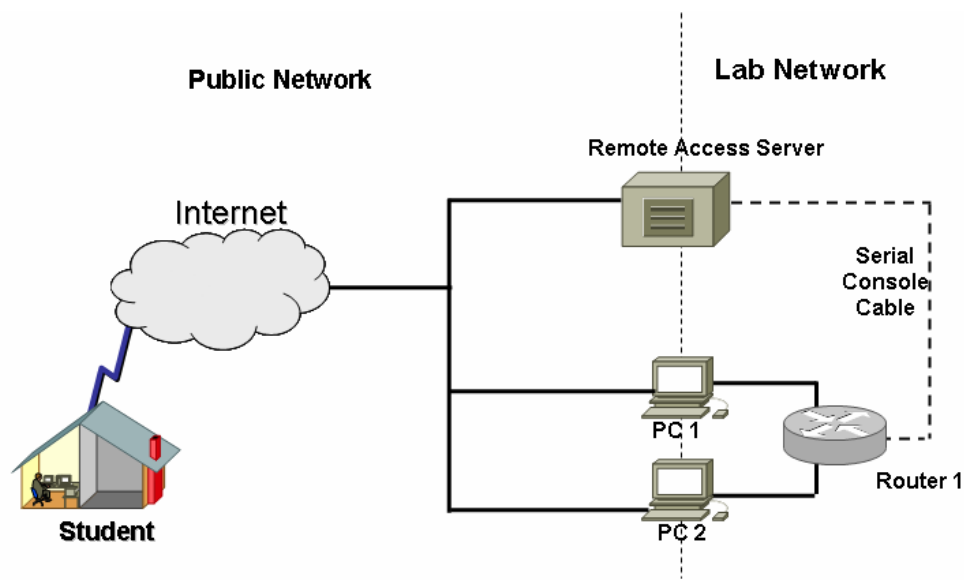 Public Network
Lab Network
Remote Access Server
Internet
Serial
Console
Cable
PC 1
Router 1
PC 2
Student